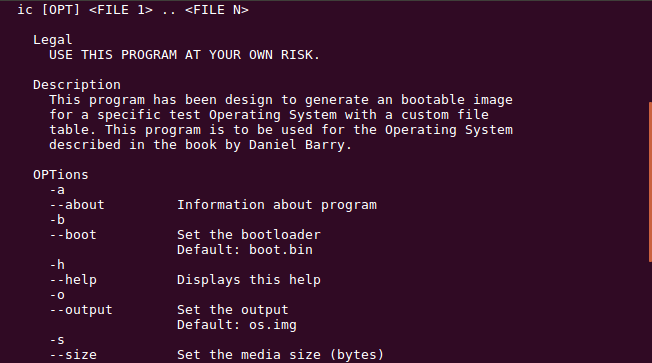 ic [OPT] <FILE 1> .. <FILE N>
Legal
USE THIS PROGRAM AT YOUR OWN RISK.
Description
This program has been design to generate an bootable image
for a specific test Operating System with a custom file
table. This program is to be used for the Operating System
described in the book by Daniel Barry.
OPTions
-a
--about Information about program
-b
--boot Set the bootloader
Default: boot.bin
-h
--help Displays this help
-o
--output Set the output
Default: os.img
-s
--size Set the media size (bytes)